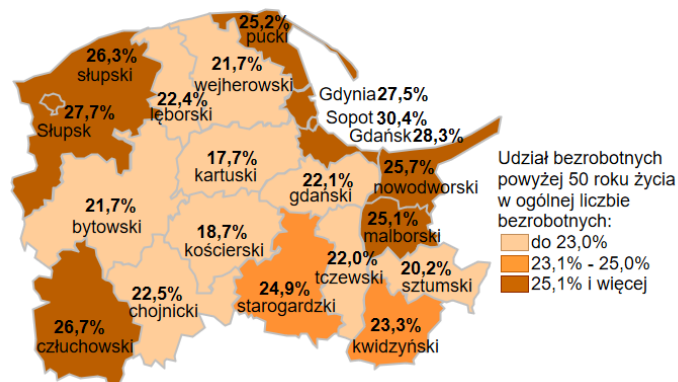 25,2%
pucki
26,3%
słupski
21,7%
wejherowski
Gdynia 27,5%
22,4%
lęborski
27,7%
Słupsk
Sopot 30,4%
Gdańsk 28,3%
17,7%
kartuski
22,1%
gdański
25,7%
nowodworski
21,7%
bytowski
18,7%
kościerski
25,1%
malborski
22,0%
tczewski
20,2%
sztumski
22,5%
chojnicki
24,9%
starogardzki
26,7%
człuchowski
23,3%
kwidzyński
Udział bezrobotnych
powyżej 50 roku życia
w ogólnej liczbie
bezrobotnych:
do 23,0%
23,1% - 25,0%
25,1% i więcej